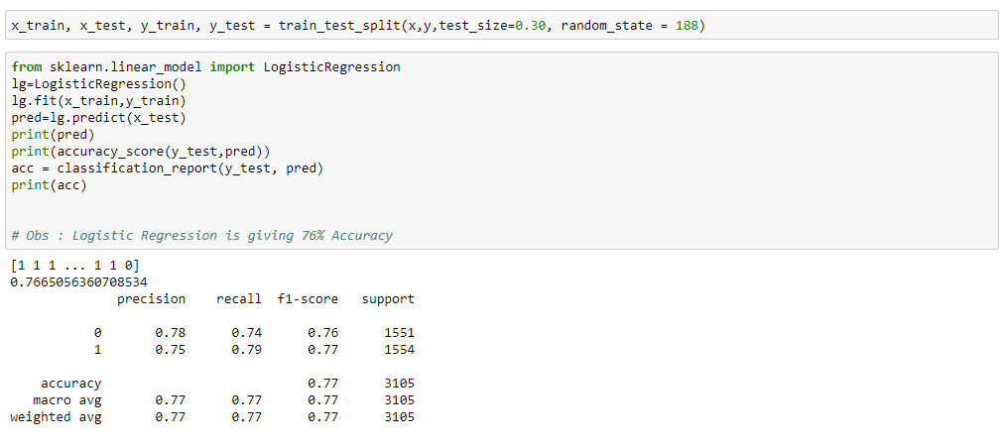 x_train, x_test, y_train, y_test = train_test_split(x,y,test_size=0.30, random_state = 188)
from sklearn.linear_model import LogisticRegression
lg=LogisticRegression()
lg.fit(x_train,y_train)
pred=lg.predict(x_test)
print(pred)
print(accuracy_score(y_test,pred))
acc = classification_report(y_test, pred)
print(acc)
# Obs : Logistic Regression is giving 76% Accuracy
[1 1 1 ... 1 1 0]
0.7665056360708534
precision recall f1-score support
0 0.78 0.74 0.76 1551
1 0.75 0.79 0.77 1554
accuracy 0.77 3105
macro avg 0.77 0.77 0.77 3105
weighted avg 0.77 0.77 0.77 3105